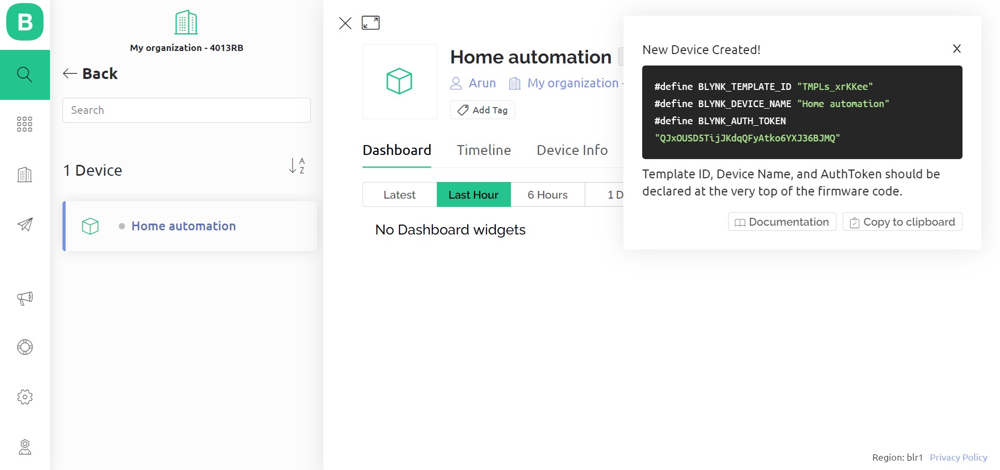 B
My organization - 4013RB
Back
Search
1 Device
A
Z
Home automation
Home automation
Arun
My organization -
Add Tag
Dashboard
Timeline
Device Info
Latest
Last Hour
6 Hours
1 D
No Dashboard widgets
New Device Created!
X
#define BLYNK_TEMPLATE_ID "TMPLs_xrKKee"
#define BLYNK_DEVICE_NAME "Home automation"
#define BLYNK_AUTH_TOKEN
"QJxOUSD5TijJKdqQFyAtko6YXJ36BJMQ"
Template ID, Device Name, and AuthToken should be
declared at the very top of the firmware code.
Documentation
Copy to clipboard
Region: blr1
Privacy Policy